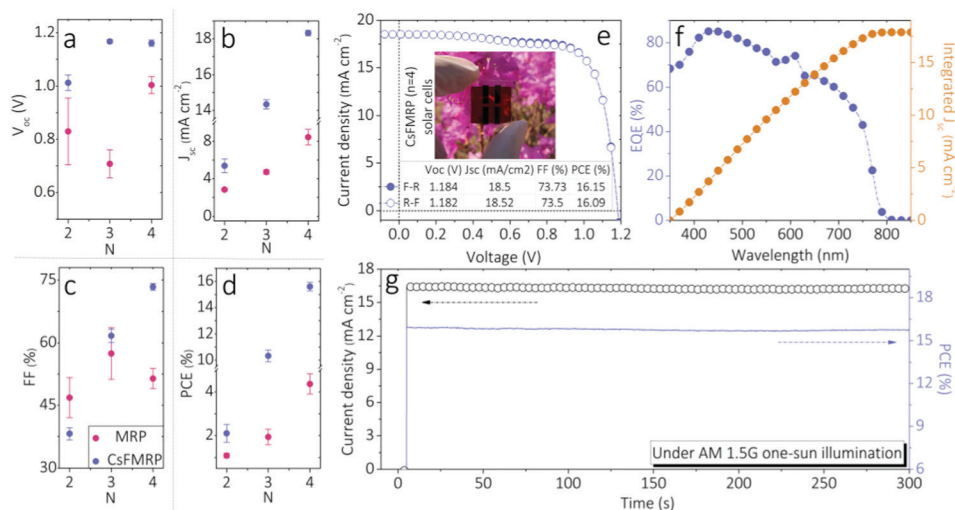 a
V_oc (V)
1.2
1.0
0.8
0.6
2
3
4
N
b
J_sc (mA cm⁻²)
18
16
14
8
6
4
2
0
2
3
4
N
c
FF (%)
75
60
45
30
MRP
CsFMRP
2
3
4
N
d
PCE (%)
16
14
12
10
4
2
2
3
4
N
e
Current density (mA cm⁻²)
20
15
10
5
0
CsFMRP (n=4)
solar cells
Voc (V) Jsc (mA/cm2) FF (%) PCE (%)
F-R 1.184 18.5 73.73 16.15
R-F 1.182 18.52 73.5 16.09
0.0 0.2 0.4 0.6 0.8 1.0 1.2
Voltage (V)
f
EQE (%)
80
60
40
20
0
Integrated J_sc (mA cm⁻²)
15
10
5
0
400 500 600 700 800
Wavelength (nm)
g
Current density (mA cm⁻²)
18
15
12
9
6
3
0
PCE (%)
18
15
12
9
6
Under AM 1.5G one-sun illumination
0 50 100 150 200 250 300
Time (s)